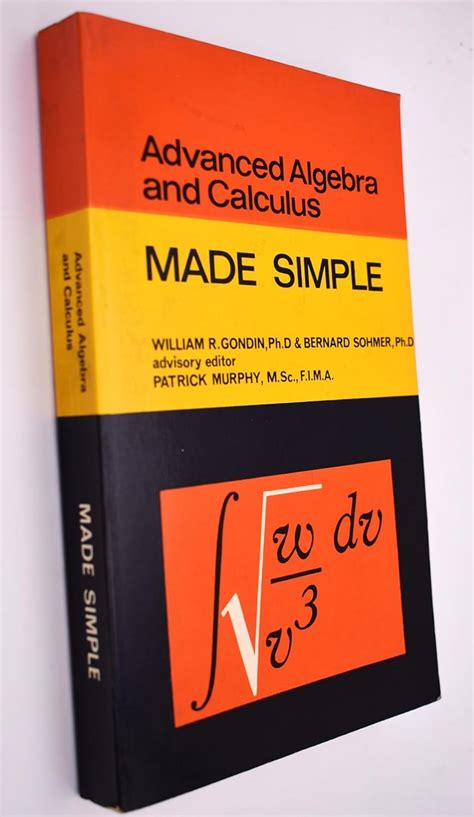 Advanced Algebra
and Calculus
MADE SIMPLE
WILLIAM R.GONDIN, Ph.D & BERNARD SOHMER, Ph.D
advisory editor
PATRICK MURPHY, M.Sc., F.I.M.A.
∫√(w/v³) dv
Advanced Algebra
and Calculus
MADE SIMPLE